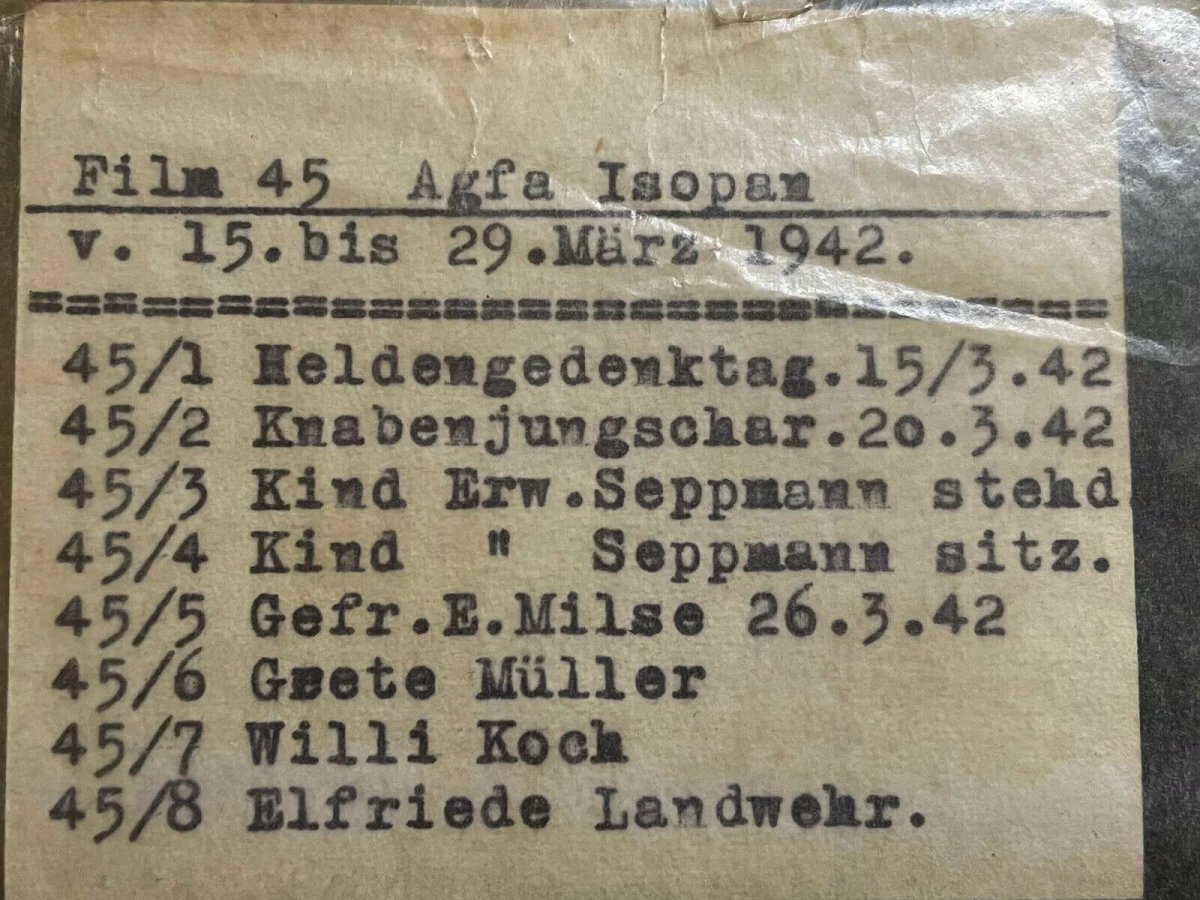 Film 45 Agfa Isopan
v. 15.bis 29.März 1942.
=============================
45/1 Heldengedenktag.15/3.42
45/2 Knabenjungschar.20.3.42
45/3 Kind Erw.Seppmann stehd
45/4 Kind " Seppmann sitz.
45/5 Gefr.E.Milse 26.3.42
45/6 Grete Müller
45/7 Willi Koch
45/8 Elfriede Landwehr.